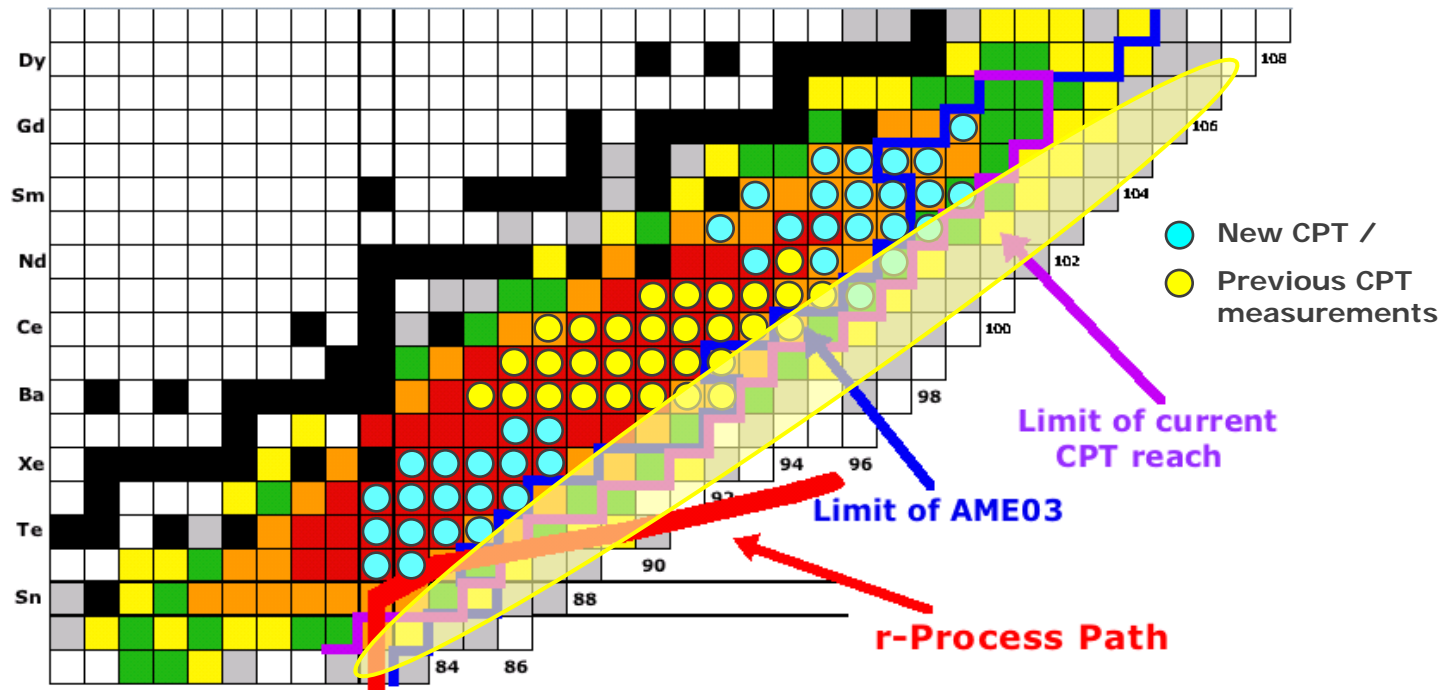 Dy
108
Gd
106
Sm
104
New CPT /
Nd
102
Previous CPT
measurements
Ce
100
Ba
98
Limit of current
CPT reach
Xe
94
96
92
Limit of AME03
Te
90
Sn
88
r-Process Path
84
86